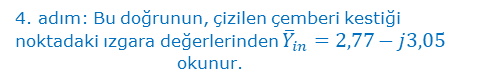 4. adım: Bu doğrunun, çizilen çemberi kestiği
noktadaki ızgara değerlerinden Ȳ_in = 2,77 − j3,05
okunur.